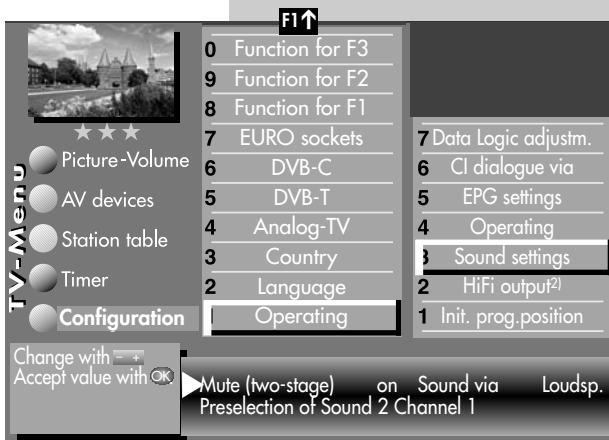 F1↑
0 Function for F3
9 Function for F2
8 Function for F1
7 EURO sockets
6 DVB-C
5 DVB-T
4 Analog-TV
3 Country
2 Language
Operating
TV-Menu
Picture-Volume
AV devices
Station table
Timer
Configuration
7 Data Logic adjustm.
6 CI dialogue via
5 EPG settings
4 Operating
3 Sound settings
2 HiFi output2)
1 Init. prog.position
Change with - +
Accept value with OK
Mute (two-stage) on Sound via Loudsp.
Preselection of Sound 2 Channel 1